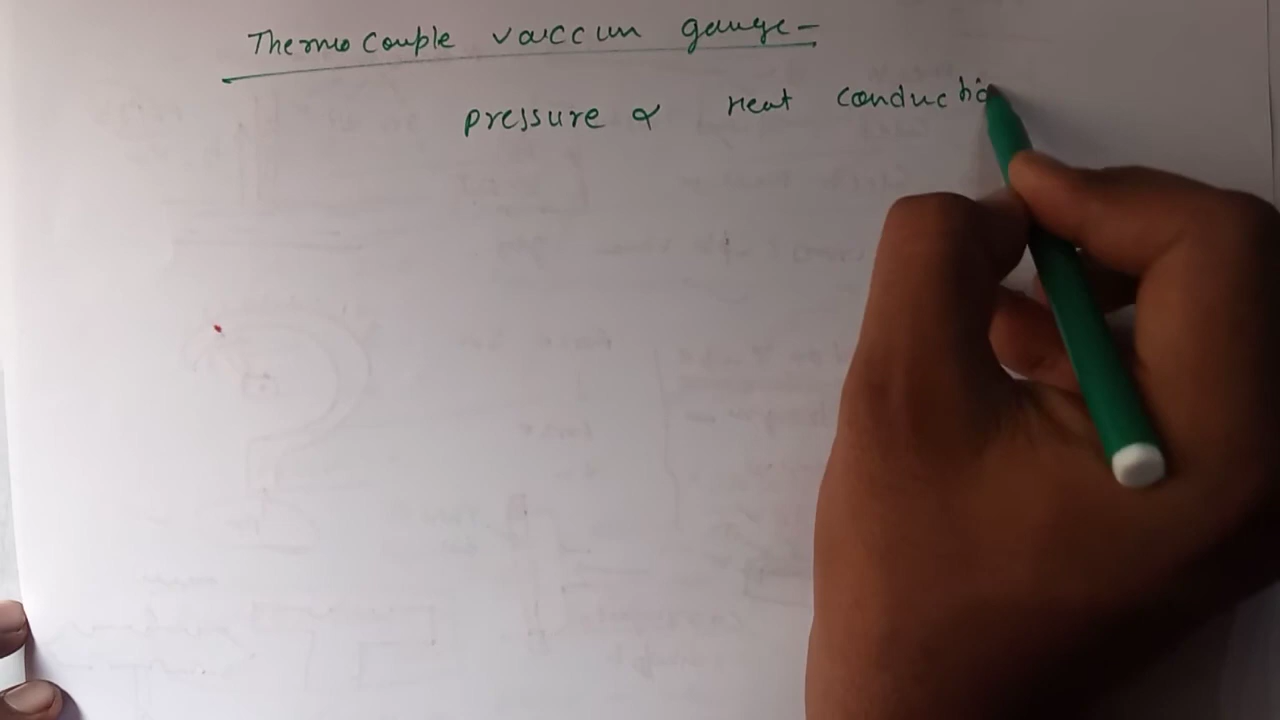 Thermo couple vaccum gauge-
pressure ∝ Heat conductio